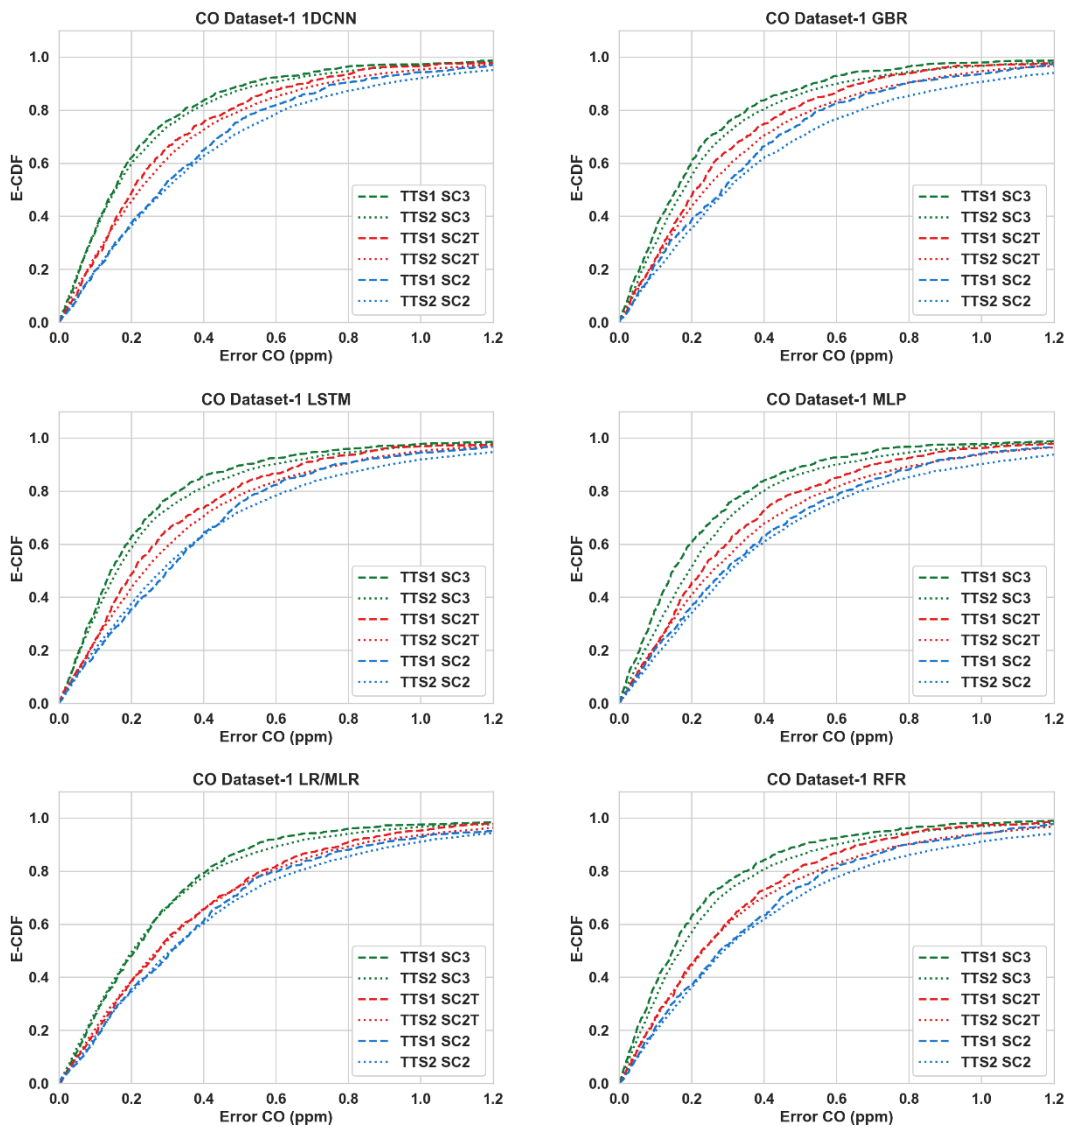 CO Dataset-1 1DCNN
1.0
0.8
0.6
0.4
0.2
0.0
E-CDF
TTS1 SC3
TTS2 SC3
TTS1 SC2T
TTS2 SC2T
TTS1 SC2
TTS2 SC2
0.0 0.2 0.4 0.6 0.8 1.0 1.2
Error CO (ppm)
CO Dataset-1 GBR
1.0
0.8
0.6
0.4
0.2
0.0
E-CDF
TTS1 SC3
TTS2 SC3
TTS1 SC2T
TTS2 SC2T
TTS1 SC2
TTS2 SC2
0.0 0.2 0.4 0.6 0.8 1.0 1.2
Error CO (ppm)
CO Dataset-1 LSTM
1.0
0.8
0.6
0.4
0.2
0.0
E-CDF
TTS1 SC3
TTS2 SC3
TTS1 SC2T
TTS2 SC2T
TTS1 SC2
TTS2 SC2
0.0 0.2 0.4 0.6 0.8 1.0 1.2
Error CO (ppm)
CO Dataset-1 MLP
1.0
0.8
0.6
0.4
0.2
0.0
E-CDF
TTS1 SC3
TTS2 SC3
TTS1 SC2T
TTS2 SC2T
TTS1 SC2
TTS2 SC2
0.0 0.2 0.4 0.6 0.8 1.0 1.2
Error CO (ppm)
CO Dataset-1 LR/MLR
1.0
0.8
0.6
0.4
0.2
0.0
E-CDF
TTS1 SC3
TTS2 SC3
TTS1 SC2T
TTS2 SC2T
TTS1 SC2
TTS2 SC2
0.0 0.2 0.4 0.6 0.8 1.0 1.2
Error CO (ppm)
CO Dataset-1 RFR
1.0
0.8
0.6
0.4
0.2
0.0
E-CDF
TTS1 SC3
TTS2 SC3
TTS1 SC2T
TTS2 SC2T
TTS1 SC2
TTS2 SC2
0.0 0.2 0.4 0.6 0.8 1.0 1.2
Error CO (ppm)